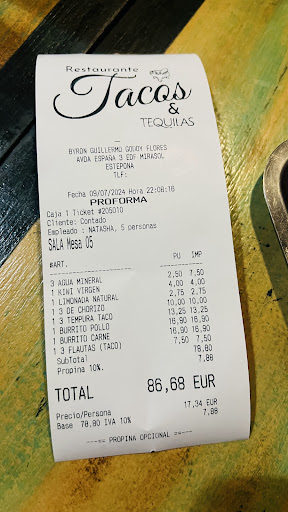 Restaurante
Tacos
&
TEQUILAS
BYRON GUILLERMO GODOY FLORES
AVDA ESPAÑA 3 EDF MIRASOL
ESTEPONA
TLF:
Fecha 09/07/2024 Hora 22:08:16
PROFORMA
Caja 1 Ticket #205010
Cliente: Contado
Empleado : NATASHA, 5 personas
SALA Mesa 05
#ART. PU IMP
3 AQUA MINERAL 2,50 7,50
1 KINI VIRGEN 4,00 4,00
1 LIMONADA NATURAL 2,75 2,75
1 3 DE CHORIZO 10,00 10,00
1 3 TEMPURA TACO 13,25 13,25
1 BURRITO POLLO 16,90 16,90
1 BURRITO CARNE 16,90 16,90
1 3 FLAUTAS (TACO) 7,50 7,50
SubTotal 78,80
Propina 10%. 7,88
TOTAL 86,68 EUR
Precio/Persona 17,34 EUR
Base 78,80 IVA 10% 7,88
---== PROPINA OPCIONAL ==---